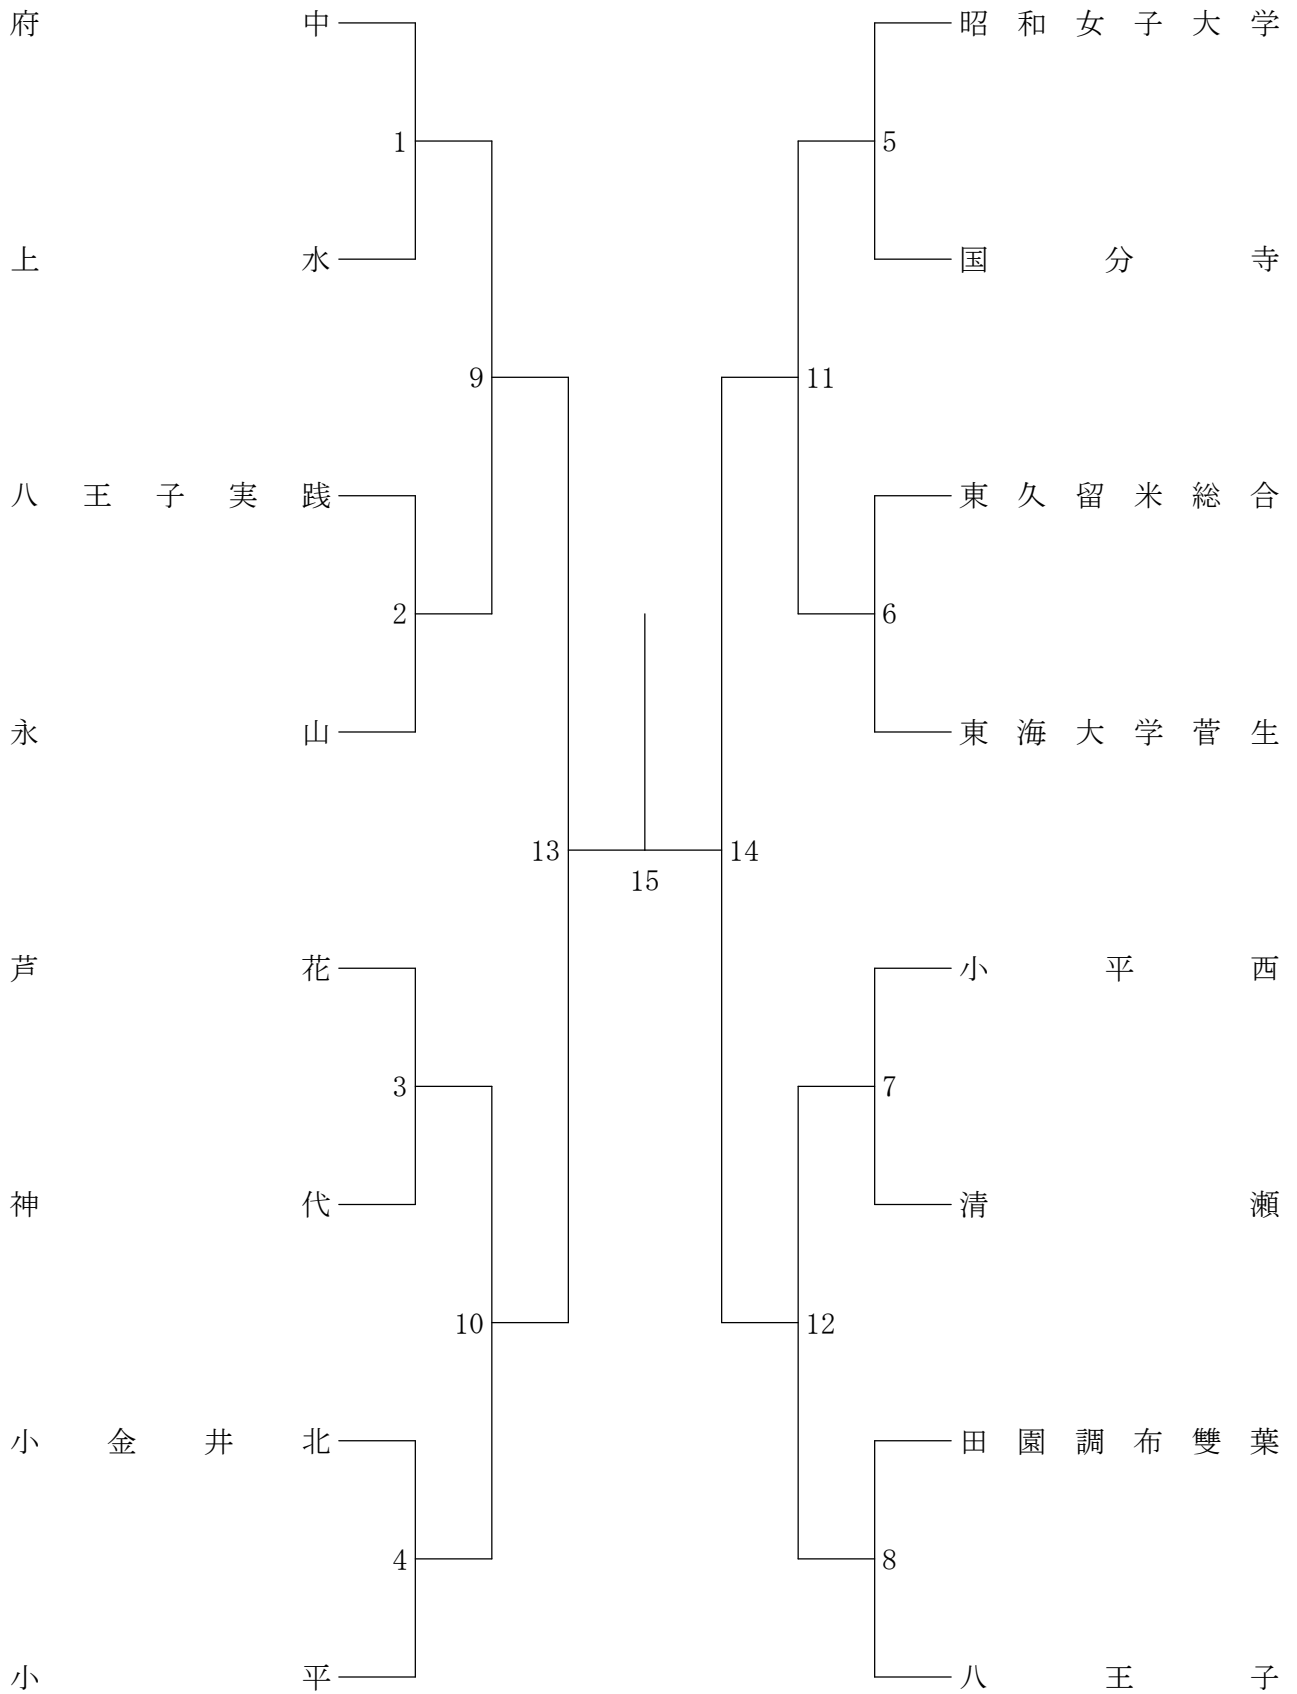 府中
昭和女子大学
1
5
上水
国分寺
9
11
八王子実践
東久留米総合
2
6
永山
東海大学菅生
13
14
15
芦花
小平西
3
7
神代
清瀬
10
12
小金井北
田園調布雙葉
4
8
小平
八王子